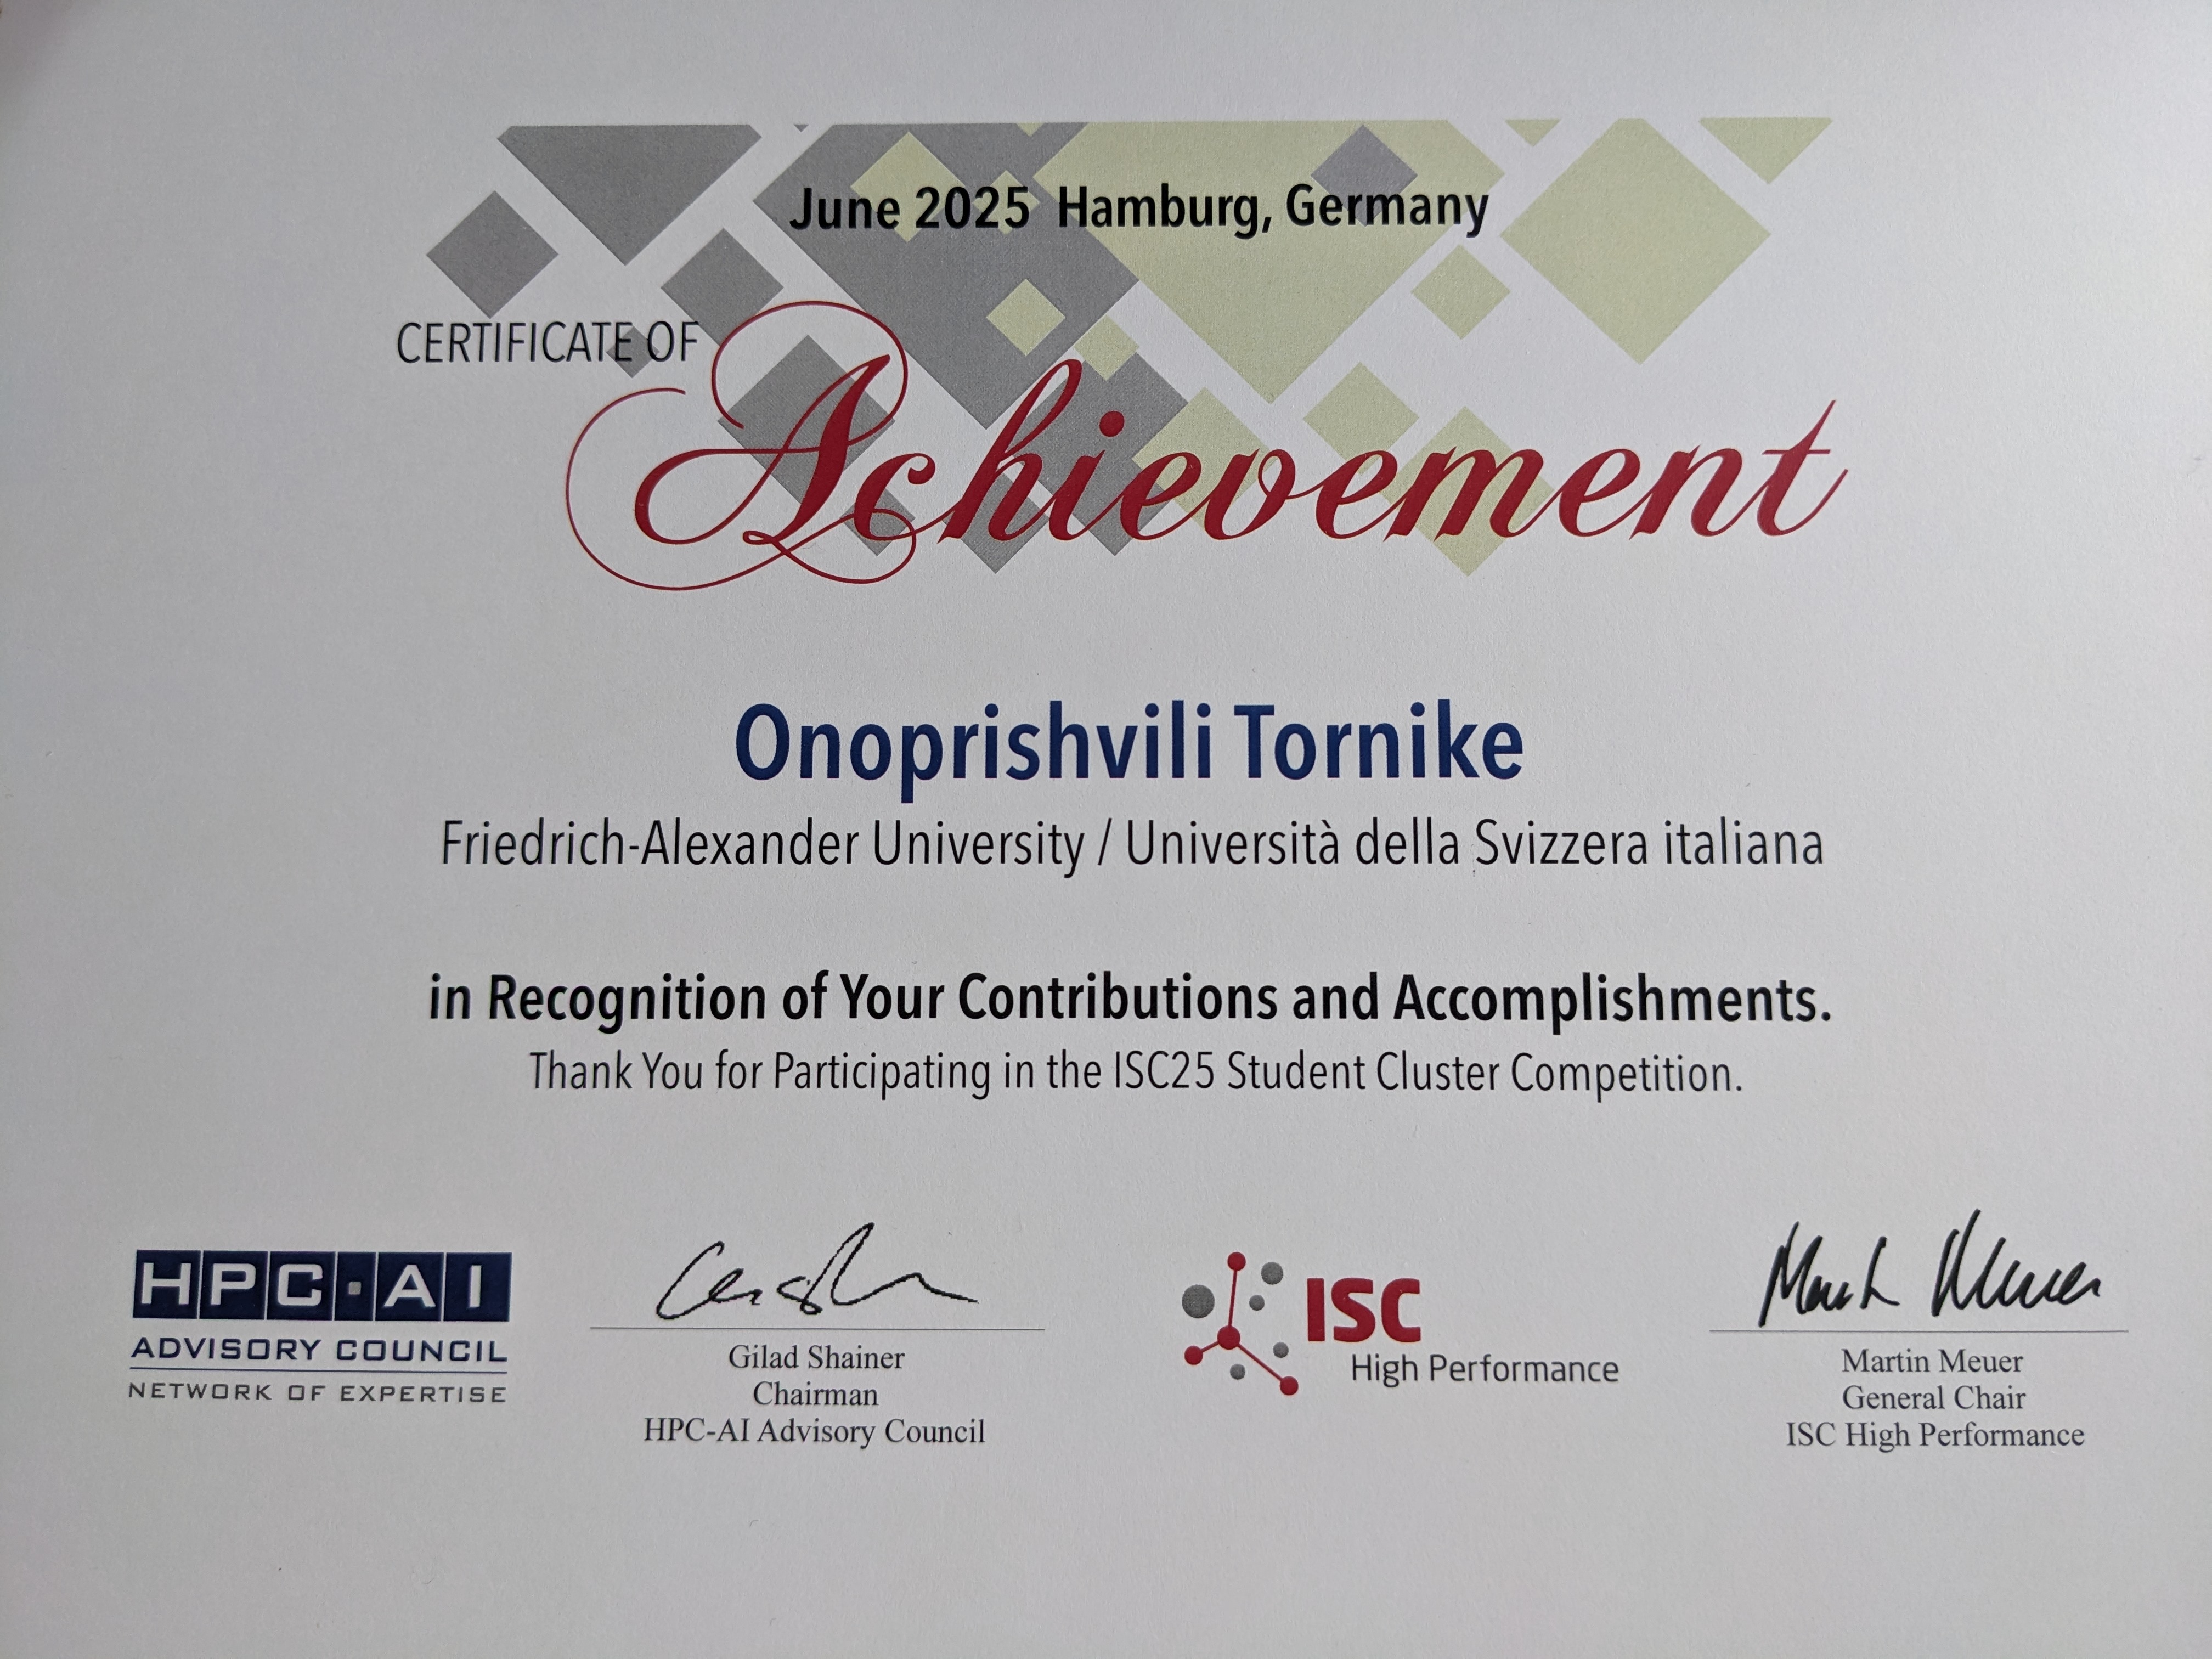 June 2025 Hamburg, Germany
CERTIFICATE OF
Achievement
Onoprishvili Tornike
Friedrich-Alexander University / Università della Svizzera italiana
in Recognition of Your Contributions and Accomplishments.
Thank You for Participating in the ISC25 Student Cluster Competition.
HPC·AI
ADVISORY COUNCIL
NETWORK OF EXPERTISE
Gilad Shainer
Chairman
HPC-AI Advisory Council
ISC
High Performance
Martin Meuer
General Chair
ISC High Performance